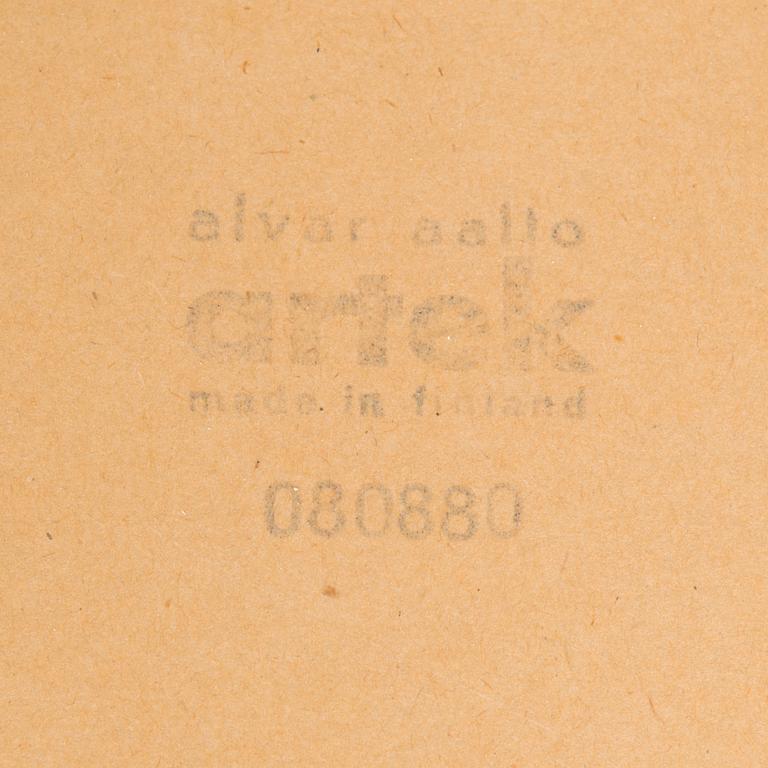 alvar aalto
artek
made in finland
080880